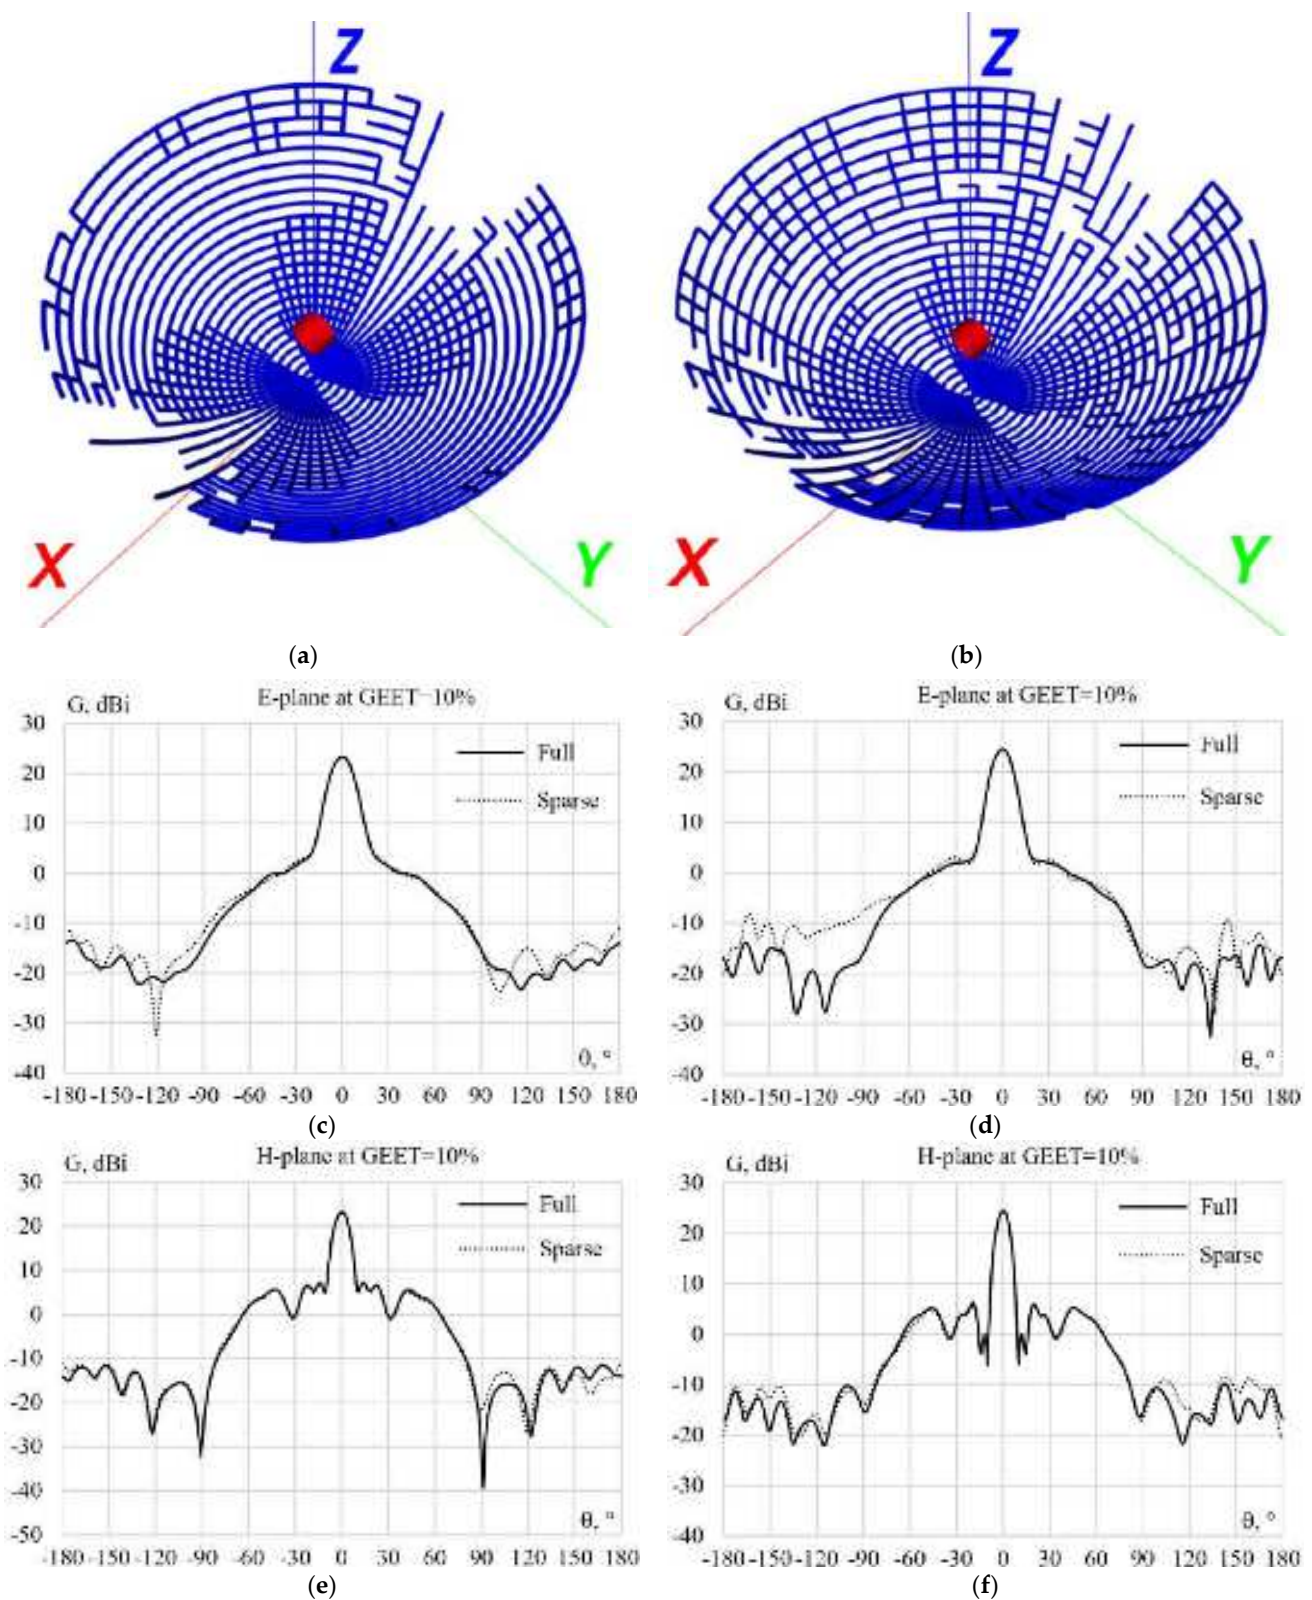 Z
Z
X
Y
X
Y
(a)
(b)
G, dBi
E-plane at GEET=10%
30
20
10
0
-10
-20
-30
-40
Full
Sparse
θ, °
-180 -150 -120 -90 -60 -30 0 30 60 90 120 150 180
(c)
G, dBi
E-plane at GEET=10%
30
20
10
0
-10
-20
-30
-40
Full
Sparse
θ, °
-180 -150 -120 -90 -60 -30 0 30 60 90 120 150 180
(d)
G, dBi
H-plane at GEET=10%
30
20
10
0
-10
-20
-30
-40
-50
Full
Sparse
θ, °
-180 -150 -120 -90 -60 -30 0 30 60 90 120 150 180
(e)
G, dBi
H-plane at GEET=10%
30
20
10
0
-10
-20
-30
-40
Full
Sparse
θ, °
-180 -150 -120 -90 -60 -30 0 30 60 90 120 150 180
(f)